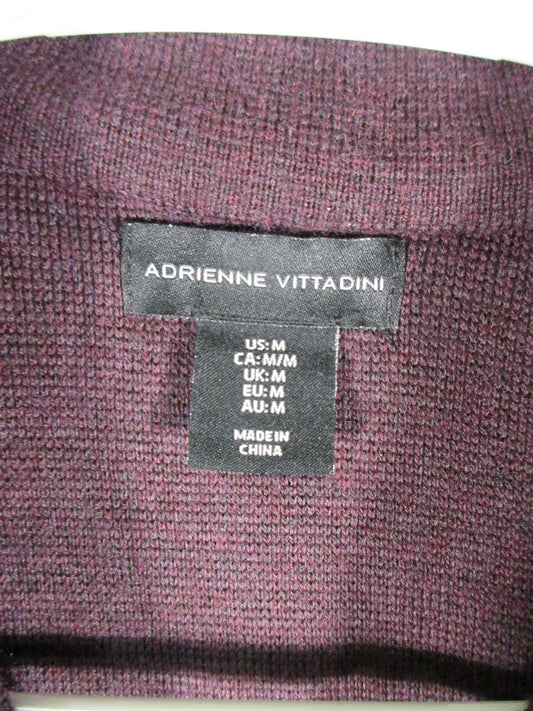 ADRIENNE VITTADINI
US: M
CA: M/M
UK: M
EU: M
AU: M
MADE IN
CHINA